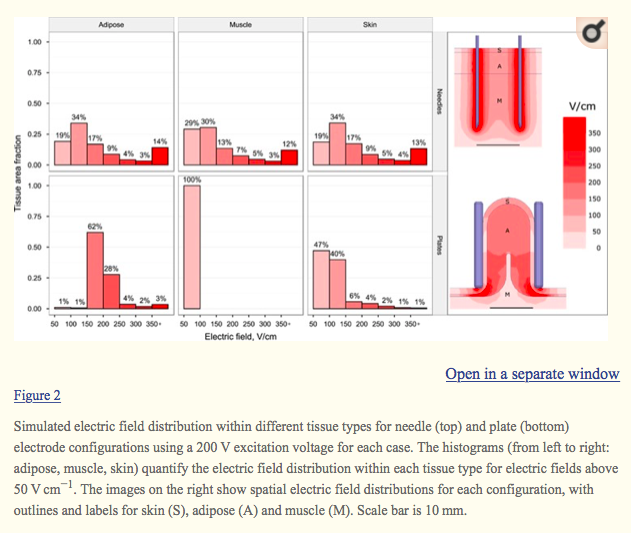 Adipose
Muscle
Skin
1.00
0.75
0.50
0.25
0.00
19%
34%
17%
9%
4%
3%
14%
29%
30%
13%
7%
5%
3%
12%
19%
34%
17%
9%
5%
4%
13%
Needles
S
A
M
Tissue area fraction
1.00
0.75
0.50
0.25
0.00
1%
1%
62%
28%
4%
2%
3%
100%
47%
40%
6%
4%
2%
1%
1%
Plates
S
A
M
V/cm
350
300
250
200
150
100
50
0
50 100 150 200 250 300 350+
50 100 150 200 250 300 350+
50 100 150 200 250 300 350+
Electric field, V/cm
Open in a separate window
Figure 2
Simulated electric field distribution within different tissue types for needle (top) and plate (bottom)
electrode configurations using a 200 V excitation voltage for each case. The histograms (from left to right:
adipose, muscle, skin) quantify the electric field distribution within each tissue type for electric fields above
50 V cm⁻¹. The images on the right show spatial electric field distributions for each configuration, with
outlines and labels for skin (S), adipose (A) and muscle (M). Scale bar is 10 mm.